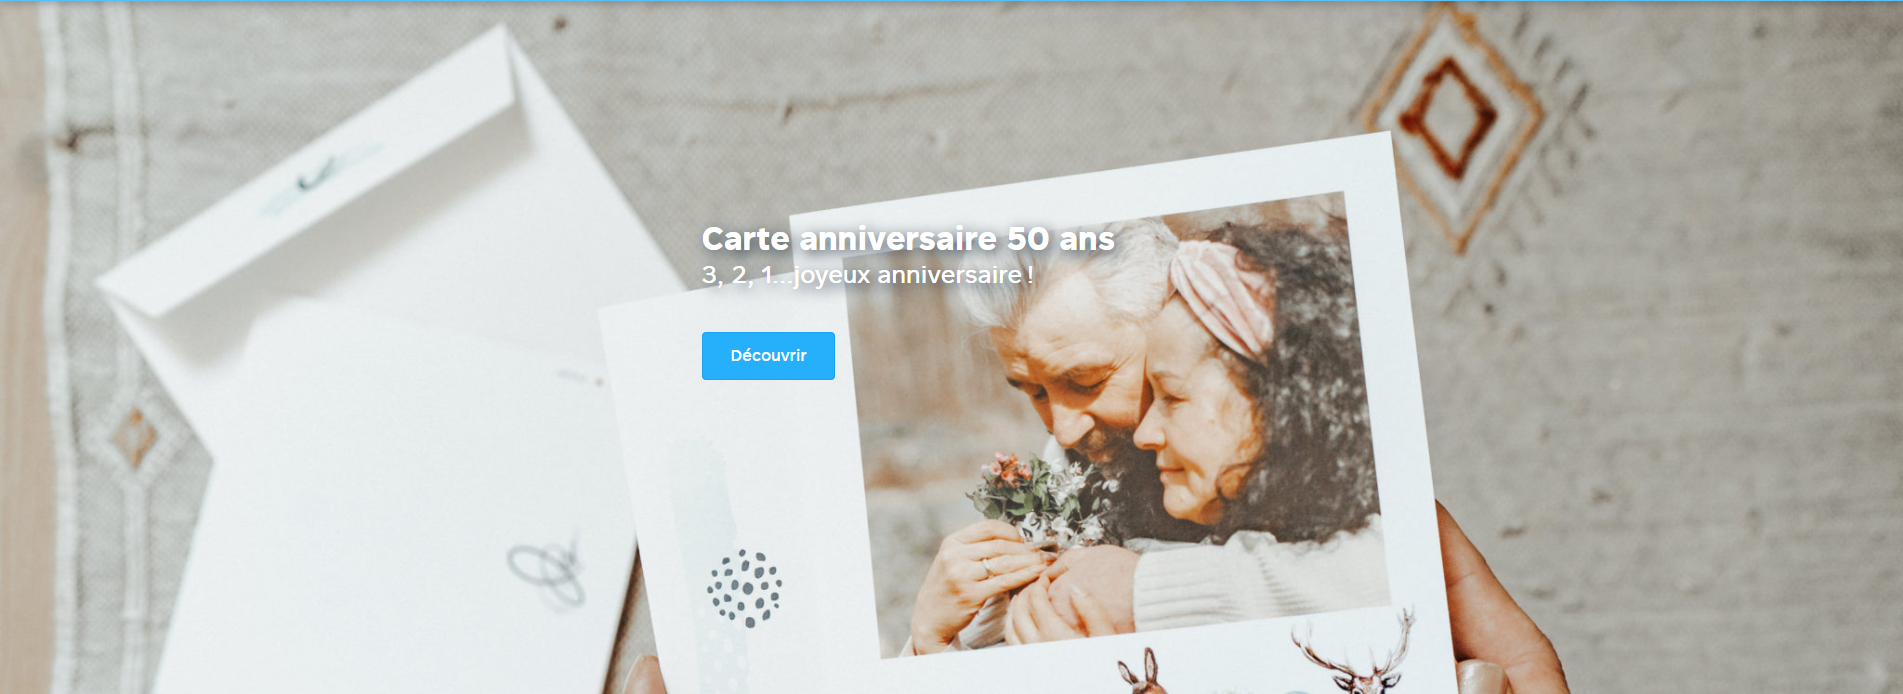 Carte anniversaire 50 ans
3, 2, 1...joyeux anniversaire !
Découvrir